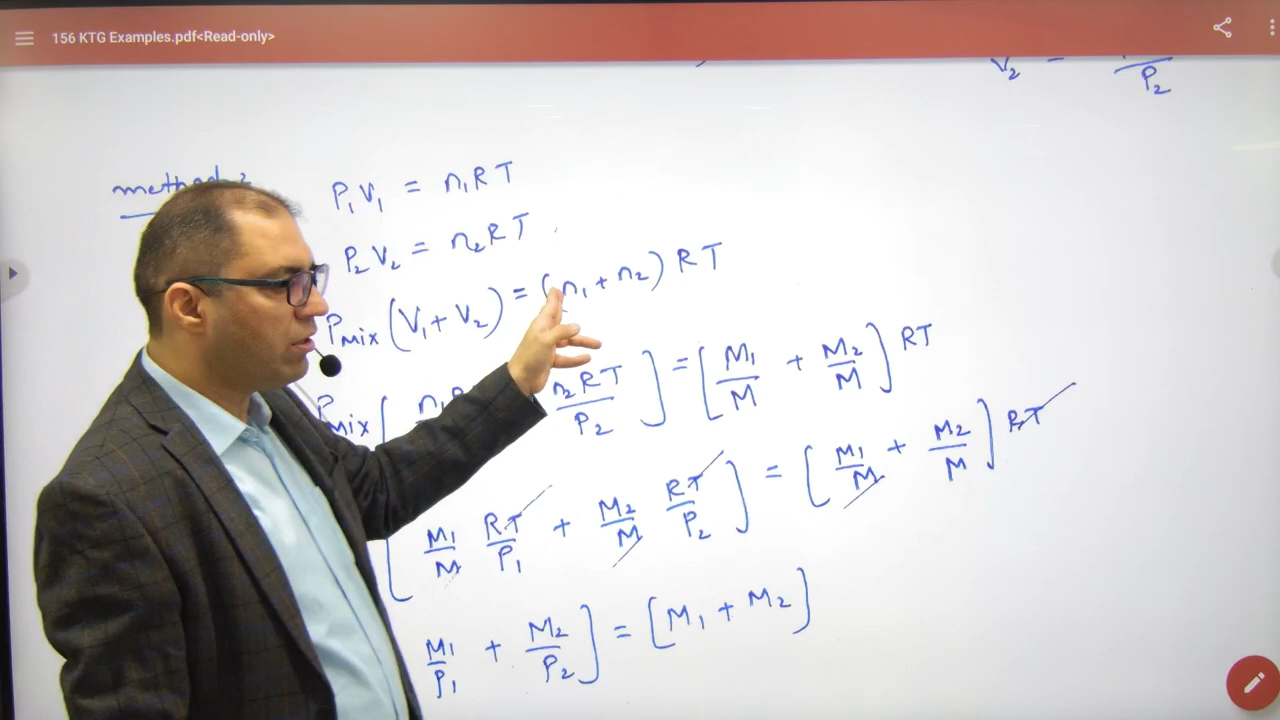 156 KTG Examples.pdf<Read-only>
V₂ = / P₂
P₁V₁ = n₁RT
P₂V₂ = n₂RT
Pmix (V₁ + V₂) = (n₁ + n₂) RT
Pmix [ n₁R n₂RT/P₂ ] = [ M₁/M + M₂/M ] RT
[ M₁/M RT/P₁ + M₂/M RT/P₂ ] = [ M₁/M + M₂/M ] RT
M₁/P₁ + M₂/P₂ ] = [ M₁ + M₂ ]